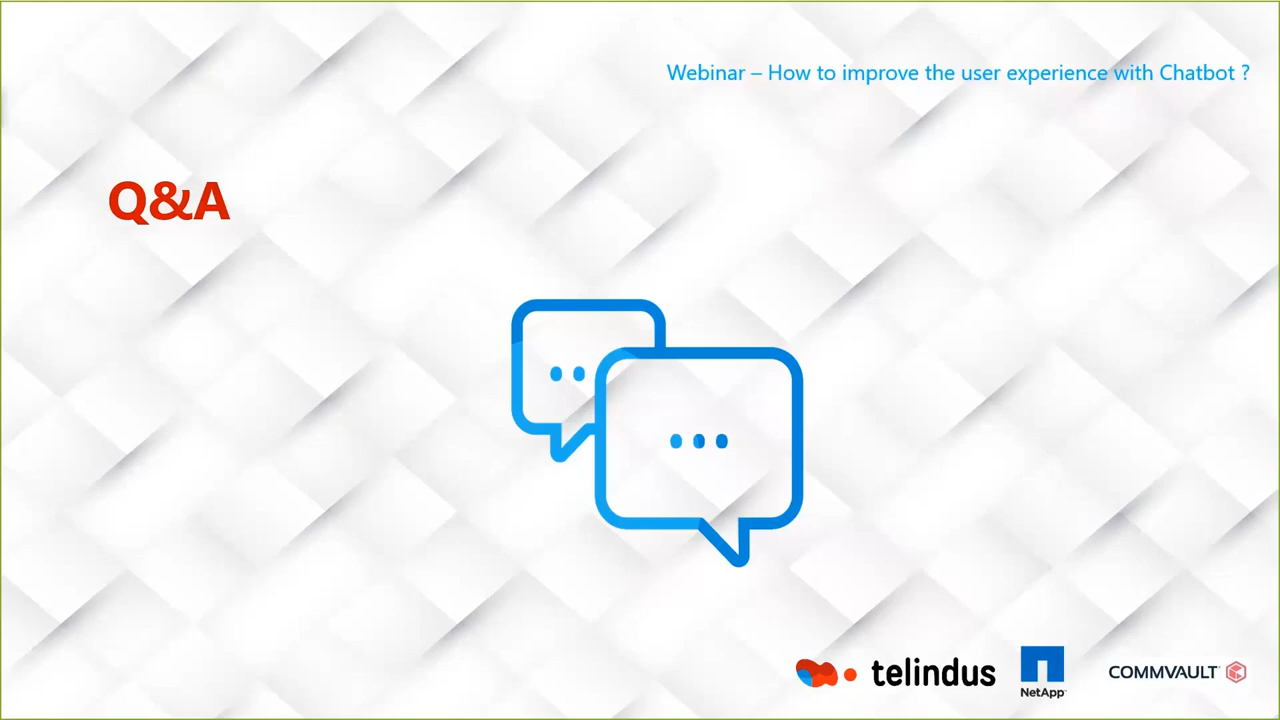 Webinar – How to improve the user experience with Chatbot ?
Q&A
telindus
NetApp
COMMVAULT